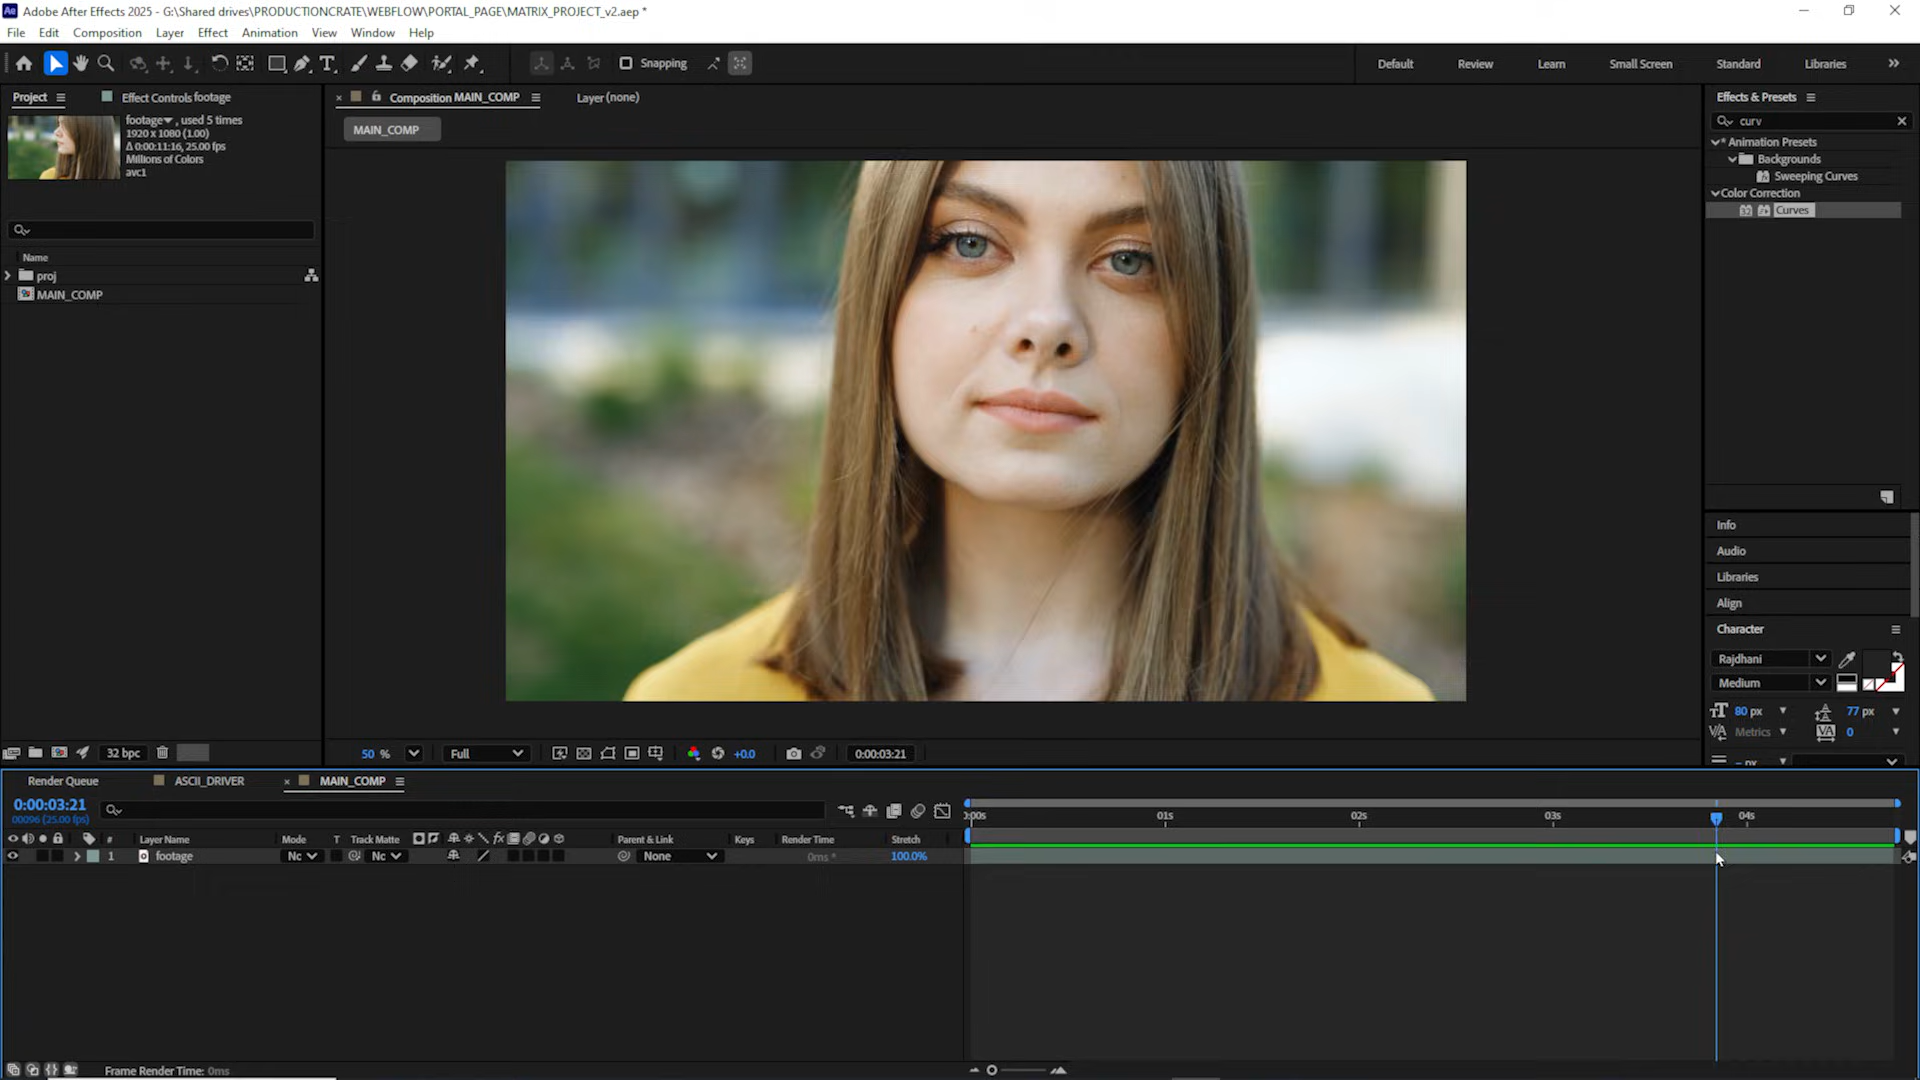 Adobe After Effects 2025 - G:\Shared drives\PRODUCTIONCRATE\WEBFLOW\PORTAL_PAGE\MATRIX_PROJECT_v2.aep *
File Edit Composition Layer Effect Animation View Window Help
Snapping
Default Review Learn Small Screen Standard Libraries
Project Effect Controls footage
Composition MAIN_COMP Layer (none)
Effects & Presets
footage , used 5 times
1920 x 1080 (1.00)
Δ 0:00:11:16, 25.00 fps
Millions of Colors
avc1
MAIN_COMP
curv
* Animation Presets
Backgrounds
Sweeping Curves
Color Correction
Curves
Name
proj
MAIN_COMP
Info
Audio
Libraries
Align
Character
Rajdhani
Medium
80 px 77 px
Metrics 0
- px
32 bpc
50 % Full +0.0 0:00:03:21
Render Queue ASCII_DRIVER MAIN_COMP
0:00:03:21
00096 (25.00 fps)
:00s 01s 02s 03s 04s
# Layer Name Mode T Track Matte Parent & Link Keys Render Time Stretch
1 footage Nc Nc None 0ms * 100.0%
Frame Render Time: 0ms